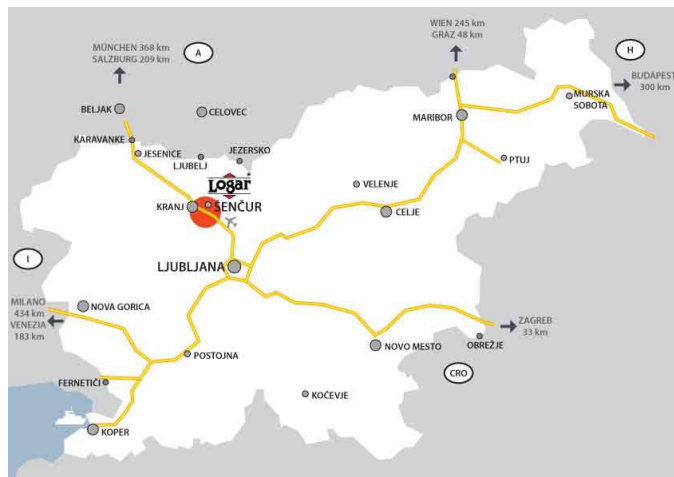 WIEN 245 km
GRAZ 48 km
MÜNCHEN 368 km
SALZBURG 209 km
A
H
BUDAPEST
300 km
BELJAK
CELOVEC
MURSKA
SOBOTA
MARIBOR
KARAVANKE
JESENICE
LJUBELJ
JEZERSKO
PTUJ
Logar
VELENJE
KRANJ
ŠENČUR
CELJE
I
LJUBLJANA
MILANO
434 km
VENEZIA
183 km
NOVA GORICA
ZAGREB
33 km
POSTOJNA
NOVO MESTO
OBREŽJE
CRO
FERNETIČI
KOČEVJE
KOPER